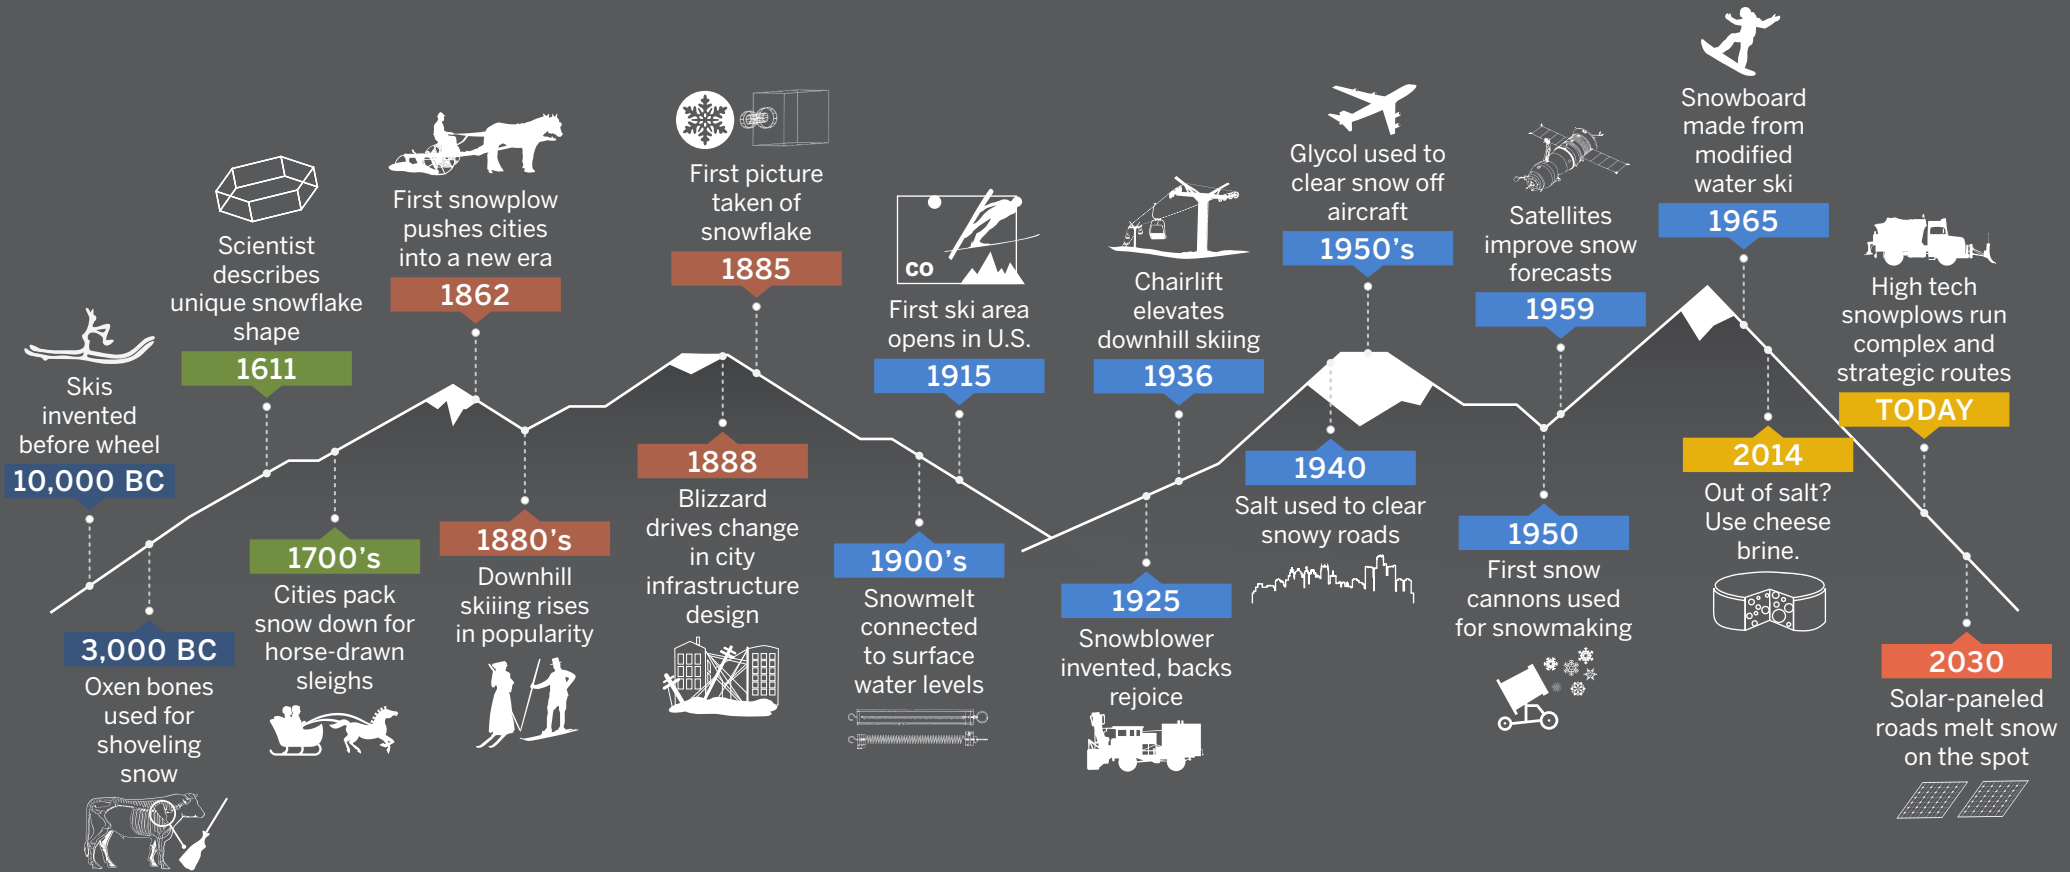 Skis
invented
before wheel
10,000 BC
3,000 BC
Oxen bones
used for
shoveling
snow
Scientist
describes
unique snowflake
shape
1611
1700's
Cities pack
snow down for
horse-drawn
sleighs
First snowplow
pushes cities
into a new era
1862
1880's
Downhill
skiiing rises
in popularity
First picture
taken of
snowflake
1885
1888
Blizzard
drives change
in city
infrastructure
design
co
First ski area
opens in U.S.
1915
1900's
Snowmelt
connected
to surface
water levels
Chairlift
elevates
downhill skiing
1936
1925
Snowblower
invented, backs
rejoice
Glycol used to
clear snow off
aircraft
1950's
1940
Salt used to clear
snowy roads
Satellites
improve snow
forecasts
1959
1950
First snow
cannons used
for snowmaking
Snowboard
made from
modified
water ski
1965
2014
Out of salt?
Use cheese
brine.
High tech
snowplows run
complex and
strategic routes
TODAY
2030
Solar-paneled
roads melt snow
on the spot